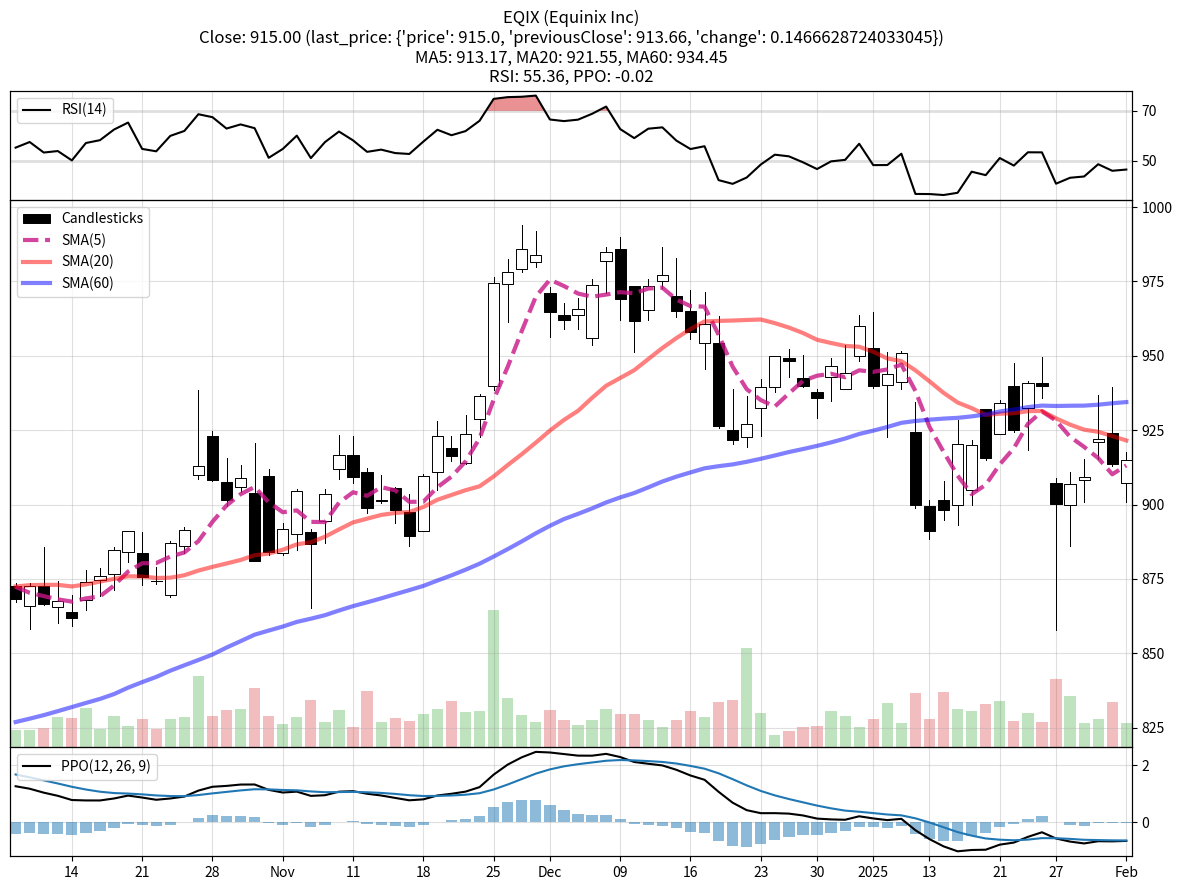 EQIX (Equinix Inc)
Close: 915.00 (last_price: {'price': 915.0, 'previousClose': 913.66, 'change': 0.1466628724033045})
MA5: 913.17, MA20: 921.55, MA60: 934.45
RSI: 55.36, PPO: -0.02
RSI(14)
70
50
Candlesticks
SMA(5)
SMA(20)
SMA(60)
1000
975
950
925
900
875
850
825
PPO(12, 26, 9)
2
0
14 21 28 Nov 11 18 25 Dec 09 16 23 30 2025 13 21 27 Feb